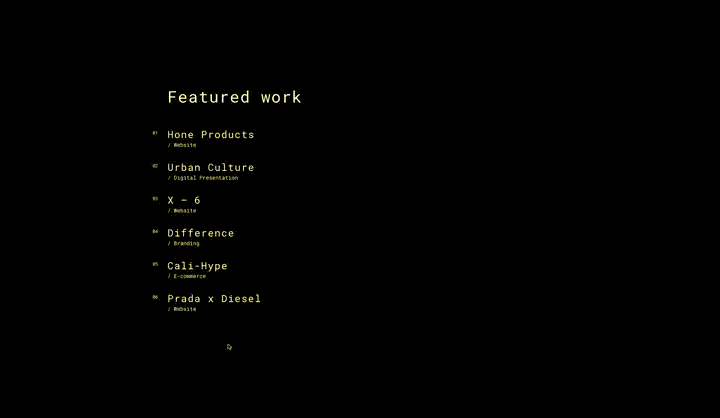 Featured work
01 Hone Products
/ Website
02 Urban Culture
/ Digital Presentation
03 X – 6
/ Website
04 Difference
/ Branding
05 Cali-Hype
/ E-commerce
06 Prada x Diesel
/ Website